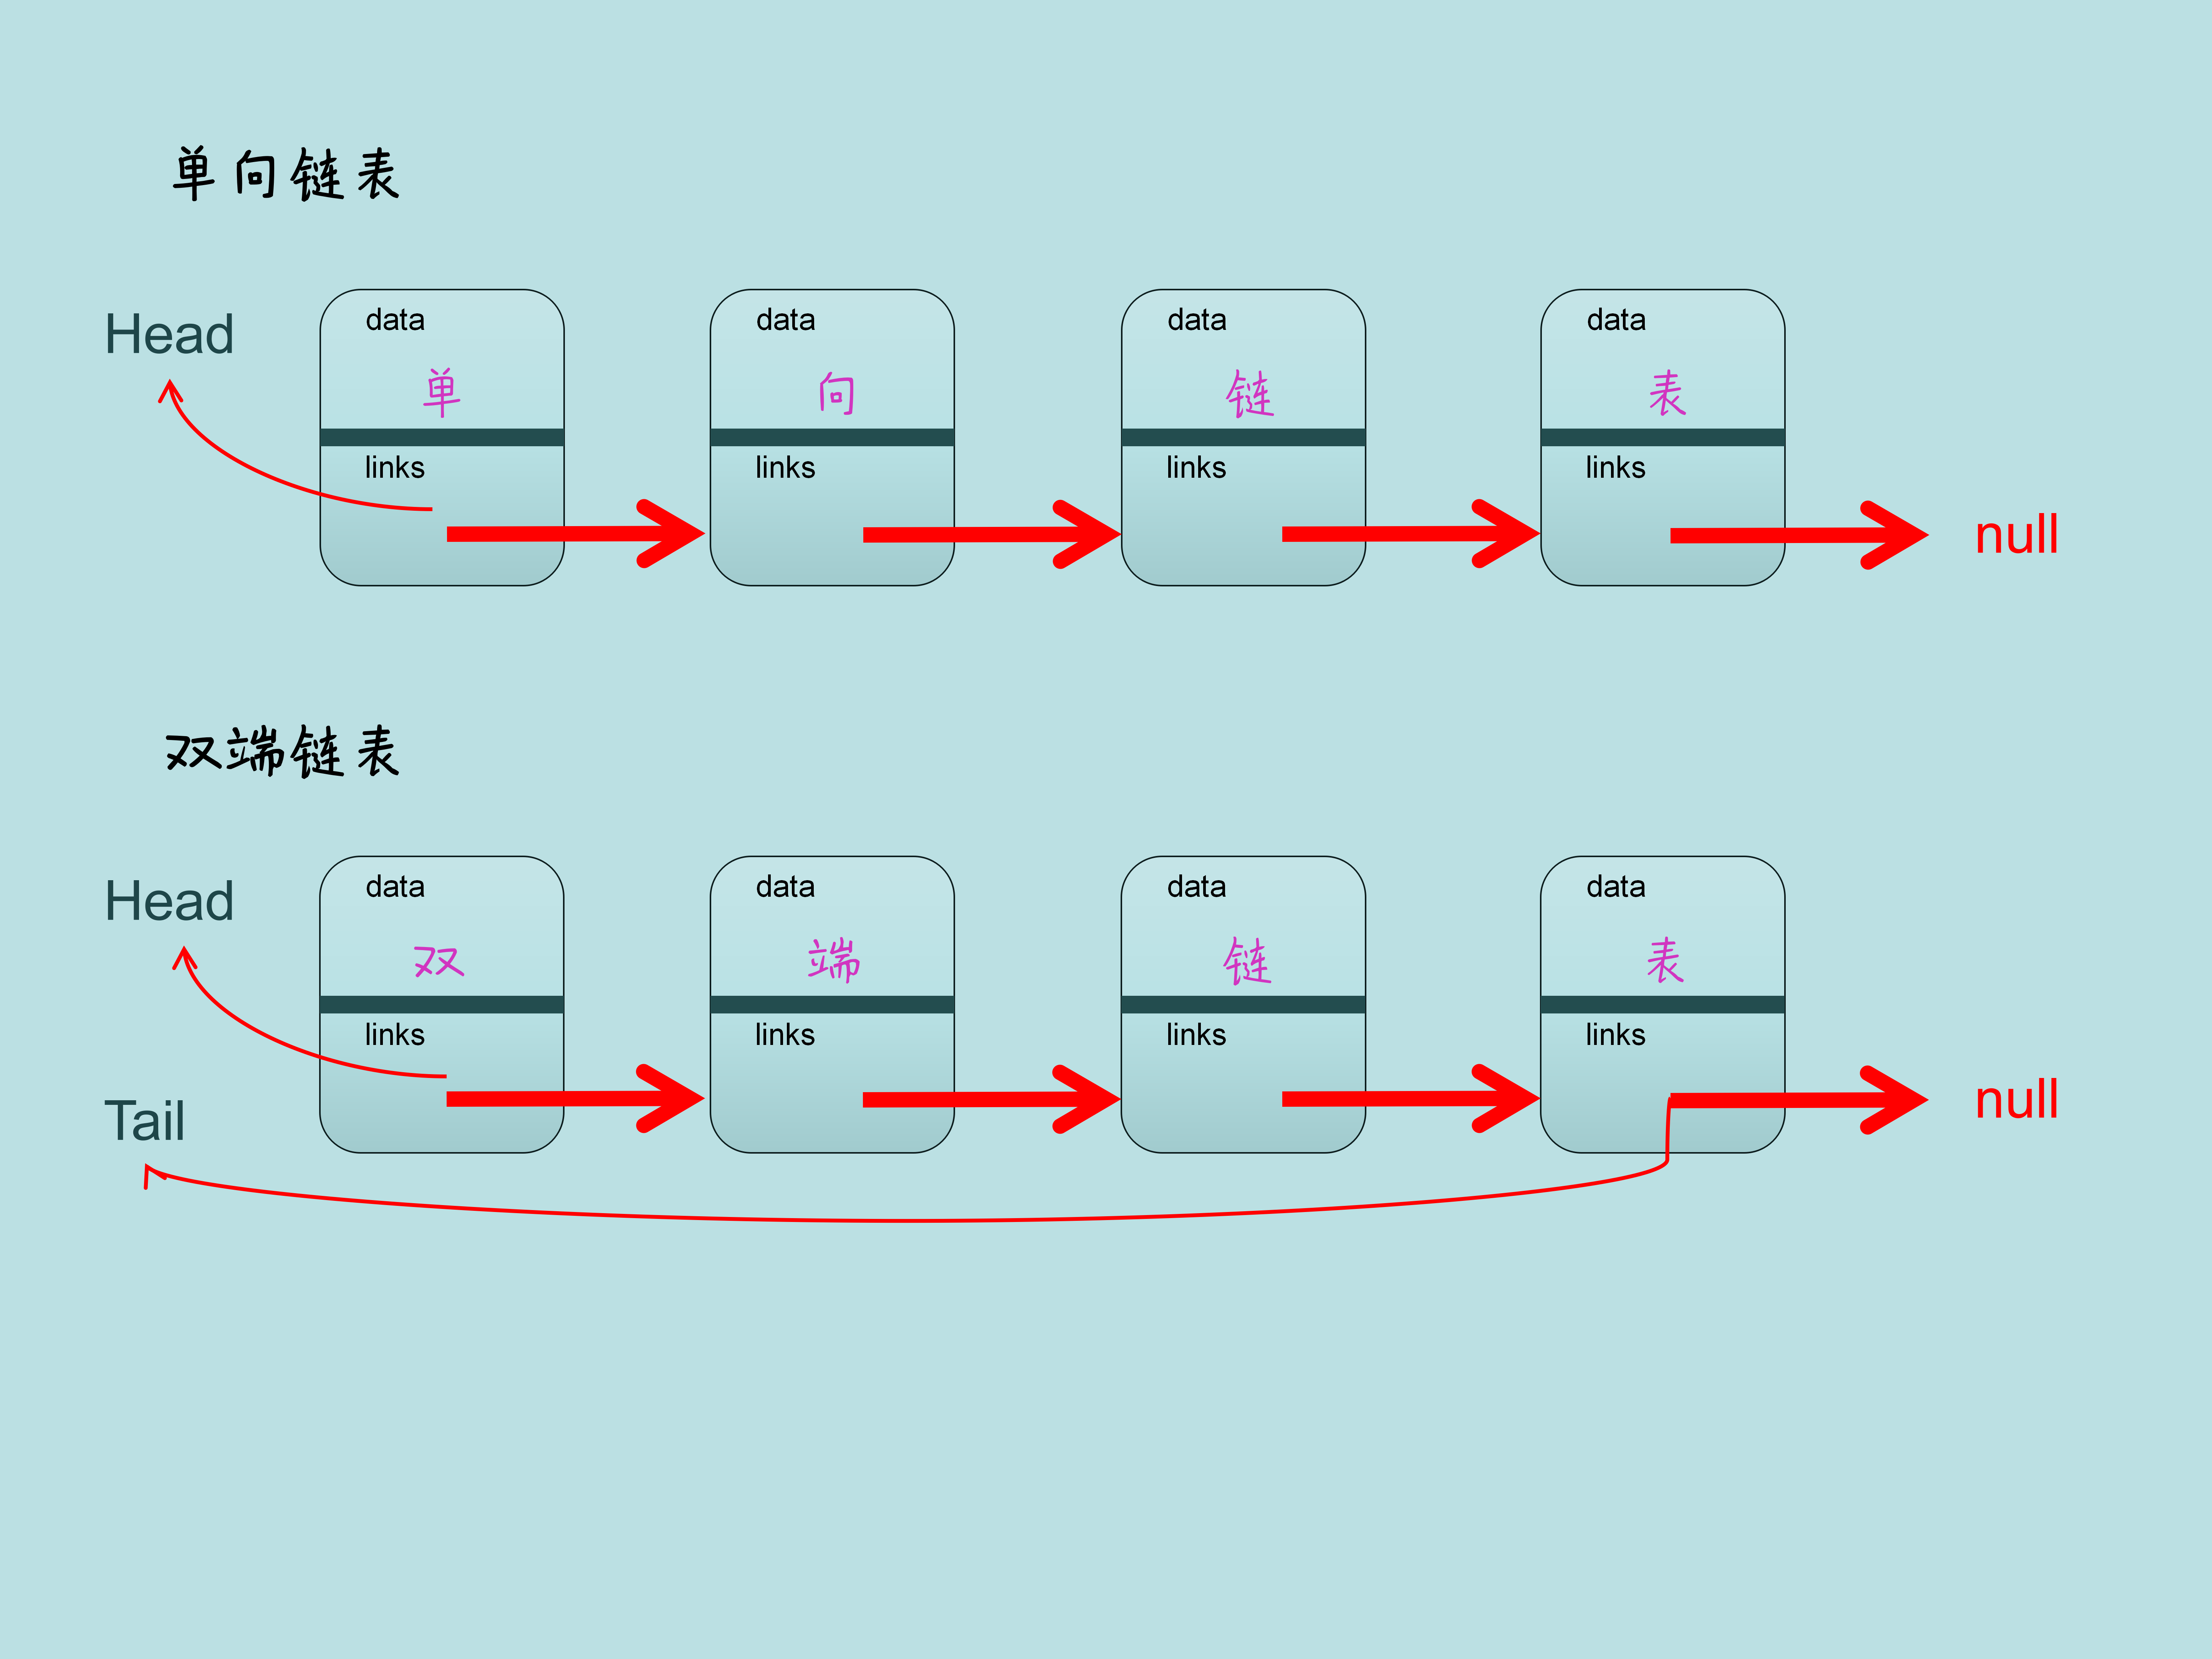 单向链表
Head
data data data data
单 向 链 表
links links links links
null
双端链表
Head
data data data data
双 端 链 表
links links links links
Tail
null